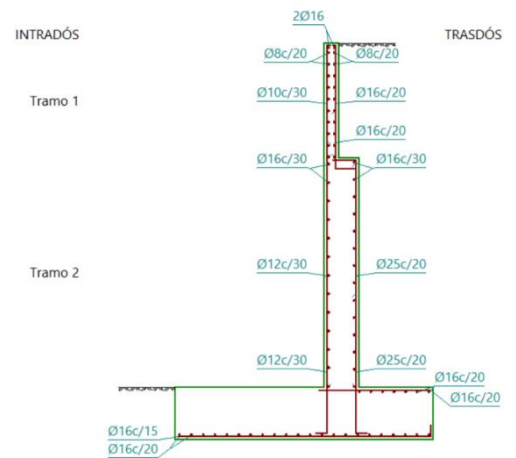 2Ø16
INTRADÓS TRASDÓS
Ø8c/20 Ø8c/20
Tramo 1 Ø10c/30 Ø16c/20
Ø16c/20
Ø16c/30 Ø16c/30
Tramo 2 Ø12c/30 Ø25c/20
Ø12c/30 Ø25c/20
Ø16c/20
Ø16c/20
Ø16c/15
Ø16c/20